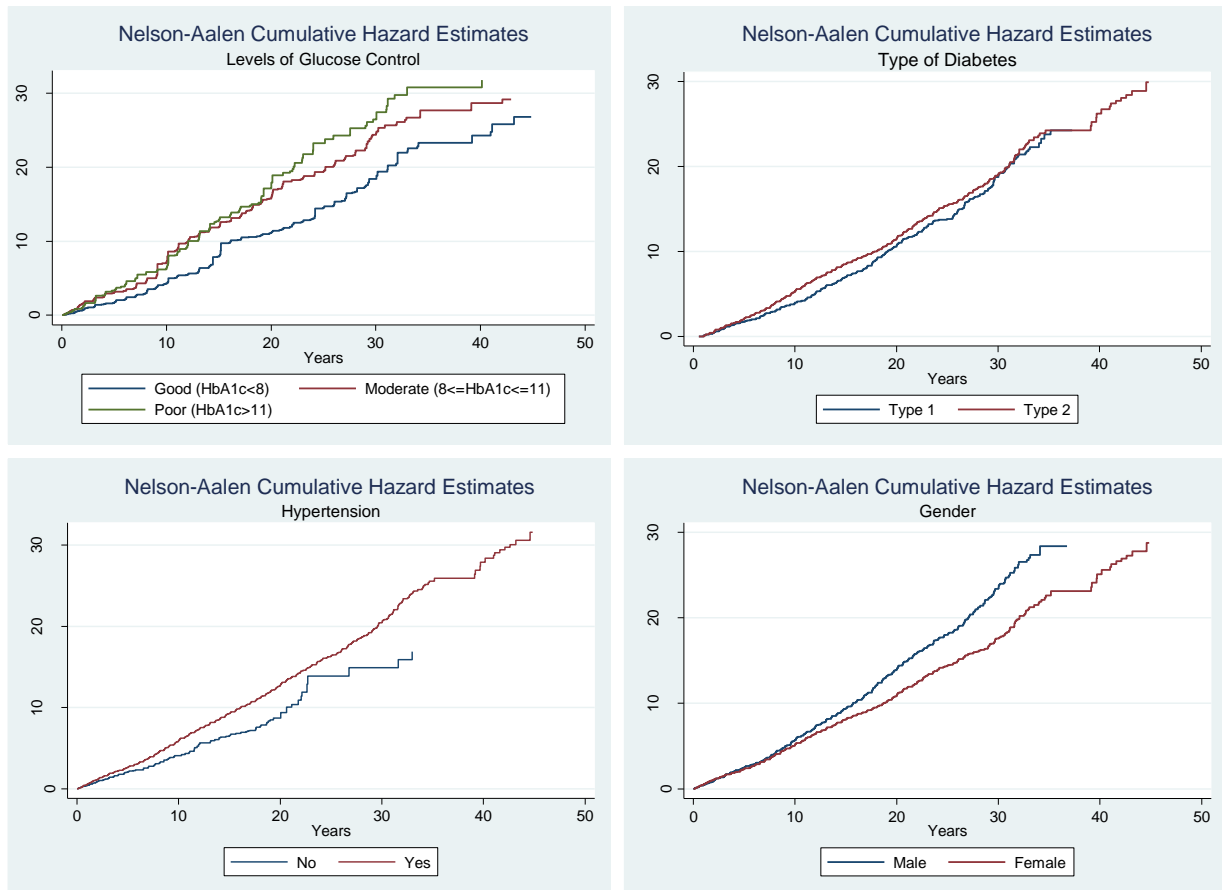 Nelson-Aalen Cumulative Hazard Estimates
Levels of Glucose Control
30
20
10
0
0 10 20 30 40 50
Years
Good (HbA1c<8) Moderate (8<=HbA1c<=11)
Poor (HbA1c>11)
Nelson-Aalen Cumulative Hazard Estimates
Type of Diabetes
30
20
10
0
0 10 20 30 40 50
Years
Type 1 Type 2
Nelson-Aalen Cumulative Hazard Estimates
Hypertension
30
20
10
0
0 10 20 30 40 50
Years
No Yes
Nelson-Aalen Cumulative Hazard Estimates
Gender
30
20
10
0
0 10 20 30 40 50
Years
Male Female